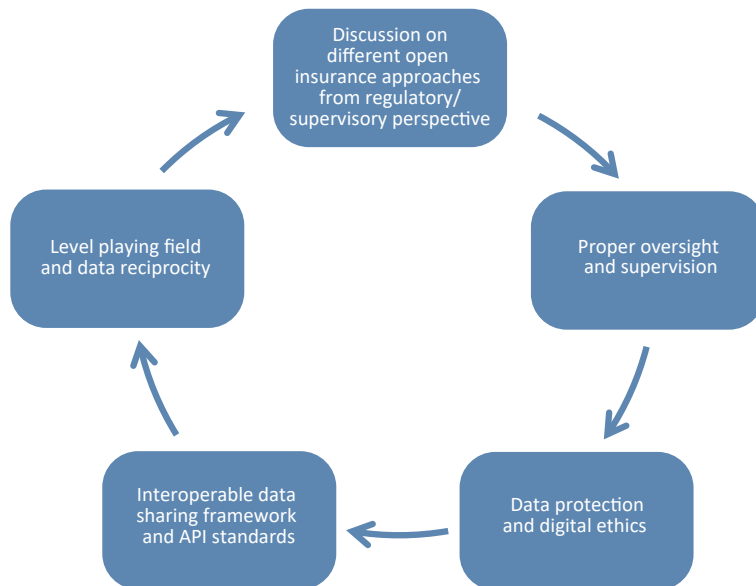 Discussion on
different open
insurance approaches
from regulatory/
supervisory perspective
Proper oversight
and supervision
Data protection
and digital ethics
Interoperable data
sharing framework
and API standards
Level playing field
and data reciprocity